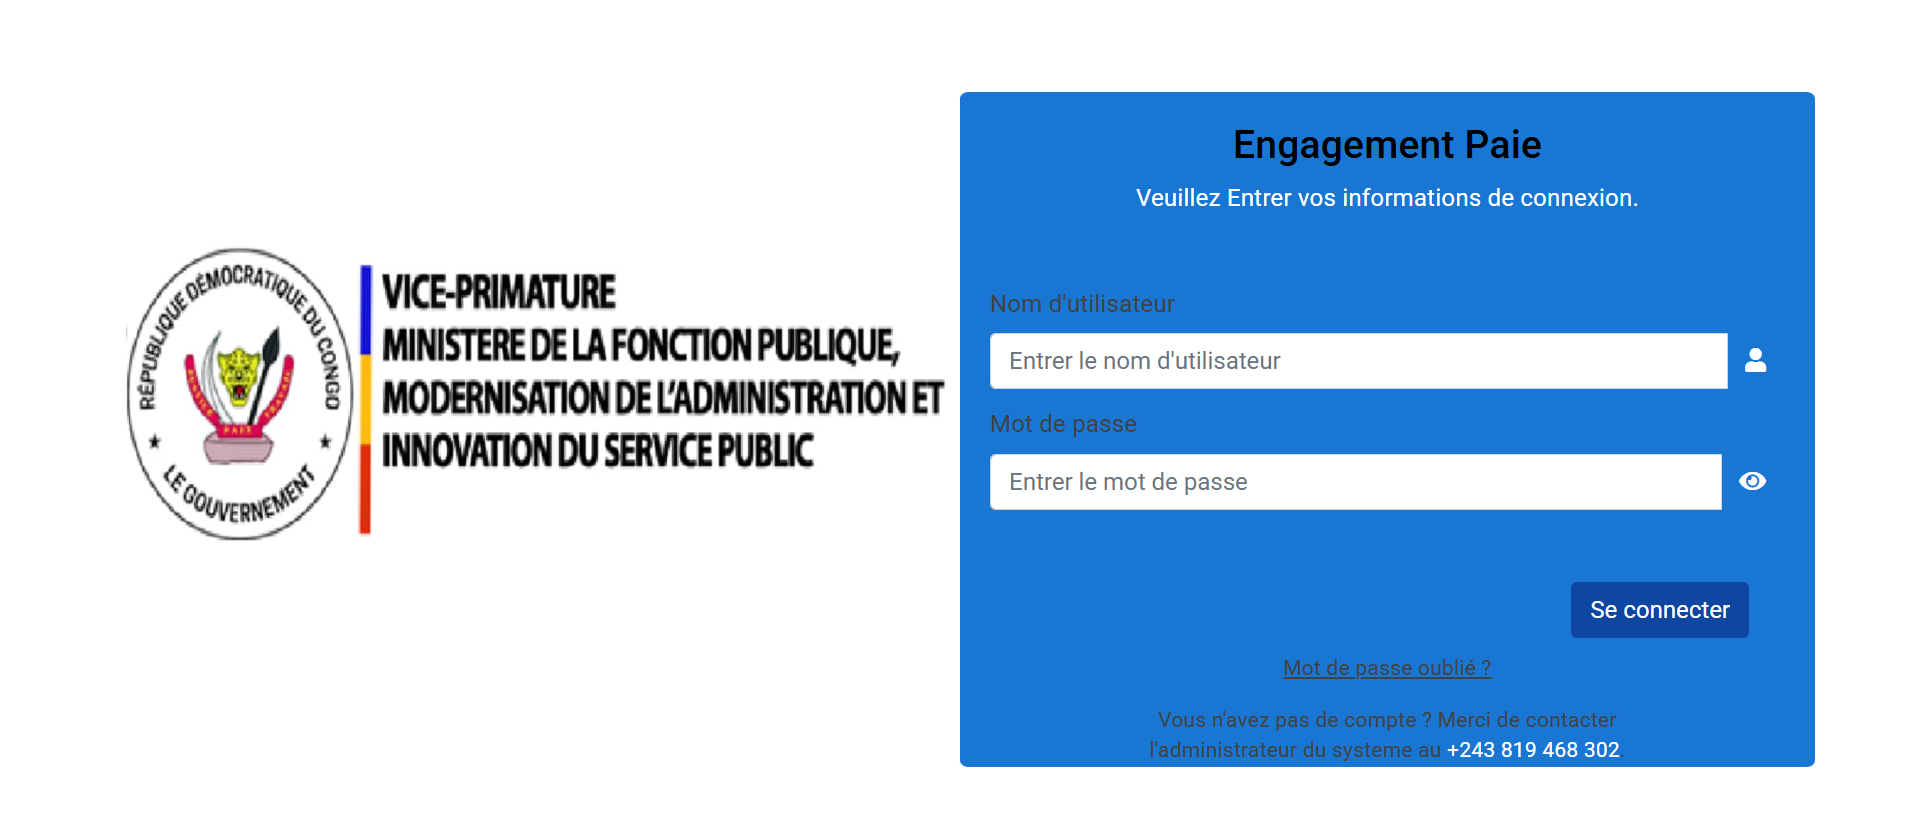 RÉPUBLIQUE DÉMOCRATIQUE DU CONGO
JUSTICE PAIX TRAVAIL
LE GOUVERNEMENT
VICE-PRIMATURE
MINISTERE DE LA FONCTION PUBLIQUE,
MODERNISATION DE L'ADMINISTRATION ET
INNOVATION DU SERVICE PUBLIC
Engagement Paie
Veuillez Entrer vos informations de connexion.
Nom d'utilisateur
Entrer le nom d'utilisateur
Mot de passe
Entrer le mot de passe
Se connecter
Mot de passe oublié ?
Vous n'avez pas de compte ? Merci de contacter
l'administrateur du systeme au +243 819 468 302